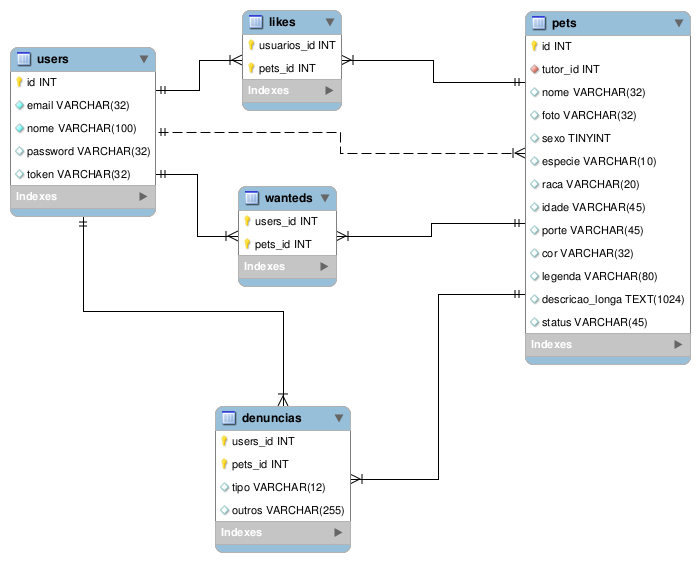 users
id INT
email VARCHAR(32)
nome VARCHAR(100)
password VARCHAR(32)
token VARCHAR(32)
Indexes
likes
usuarios_id INT
pets_id INT
Indexes
wanteds
users_id INT
pets_id INT
Indexes
denuncias
users_id INT
pets_id INT
tipo VARCHAR(12)
outros VARCHAR(255)
Indexes
pets
id INT
tutor_id INT
nome VARCHAR(32)
foto VARCHAR(32)
sexo TINYINT
especie VARCHAR(10)
raca VARCHAR(20)
idade VARCHAR(45)
porte VARCHAR(45)
cor VARCHAR(32)
legenda VARCHAR(80)
descricao_longa TEXT(1024)
status VARCHAR(45)
Indexes